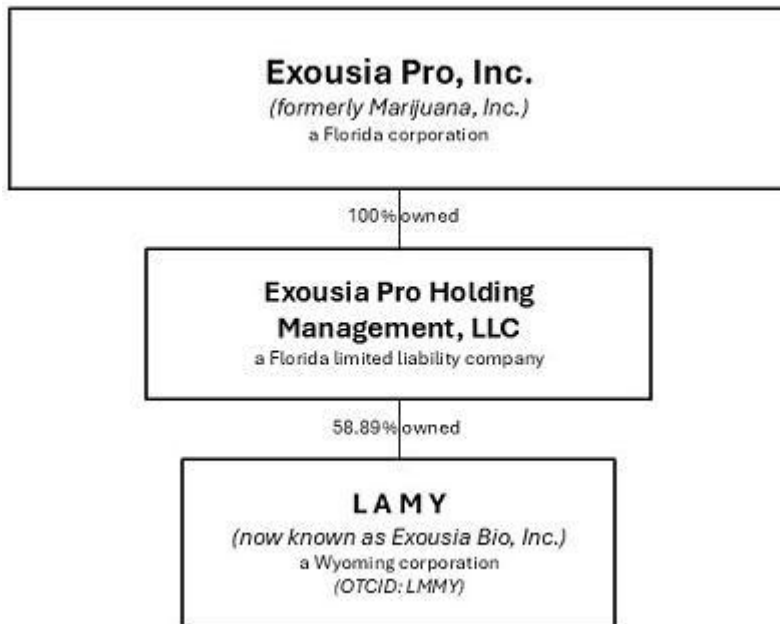 Exousia Pro, Inc.
(formerly Marijuana, Inc.)
a Florida corporation
100% owned
Exousia Pro Holding
Management, LLC
a Florida limited liability company
58.89% owned
LAMY
(now known as Exousia Bio, Inc.)
a Wyoming corporation
(OTCID: LMMY)